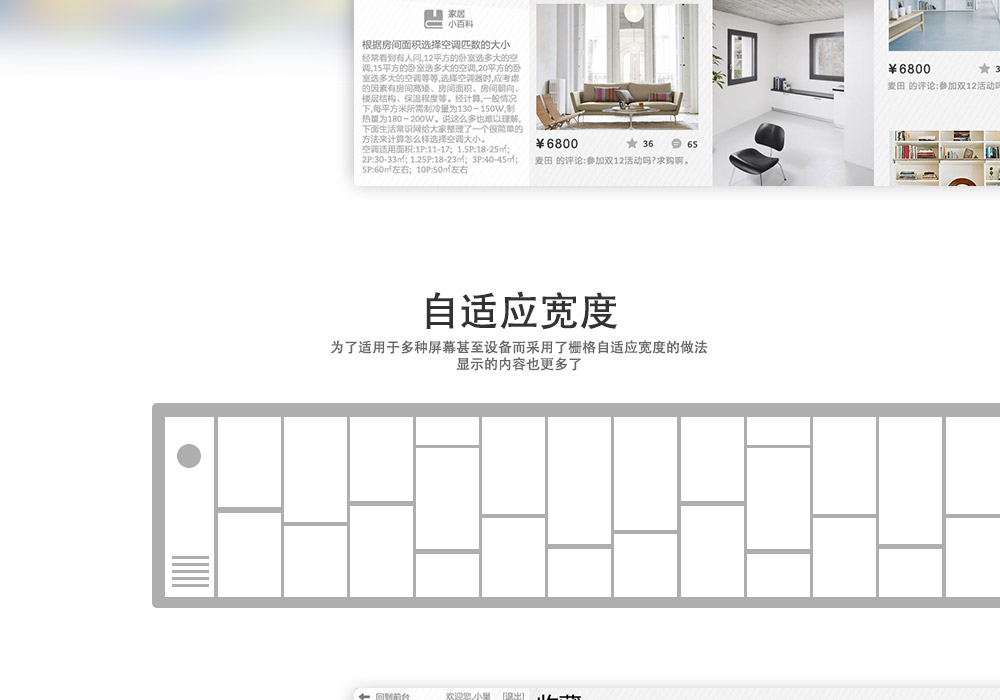 家居
小百科
根据房间面积选择空调匹数的大小
经常看到有人问,12平方的卧室选多大的空
调,15平方的卧室选多大的空调,20平方的卧
室选多大的空调等等,选择空调器时,应考虑
的因素有房间高矮、房间面积、房间朝向、
楼层结构、保温程度等。经计算,一般情况
下,每平方米所需制冷量为130～150W,制
热量为180～200W。说这么多也难以理解,
下面生活常识网给大家整理了一个很简单的
方法来计算怎么样选择空调大小。
空调适用面积:1P:11-17; 1.5P:18-25㎡;
2P:30-33㎡; 1.25P:18-23㎡; 3P:40-45㎡;
5P:60㎡左右; 10P:50㎡左右
¥6800 36 65
麦田 的评论:参加双12活动吗?求购啊。
¥6800 3
麦田 的评论:参加双12活动吗
自适应宽度
为了适用于多种屏幕甚至设备而采用了栅格自适应宽度的做法
显示的内容也更多了
回到前台 欢迎您,小巢 [退出] 收藏